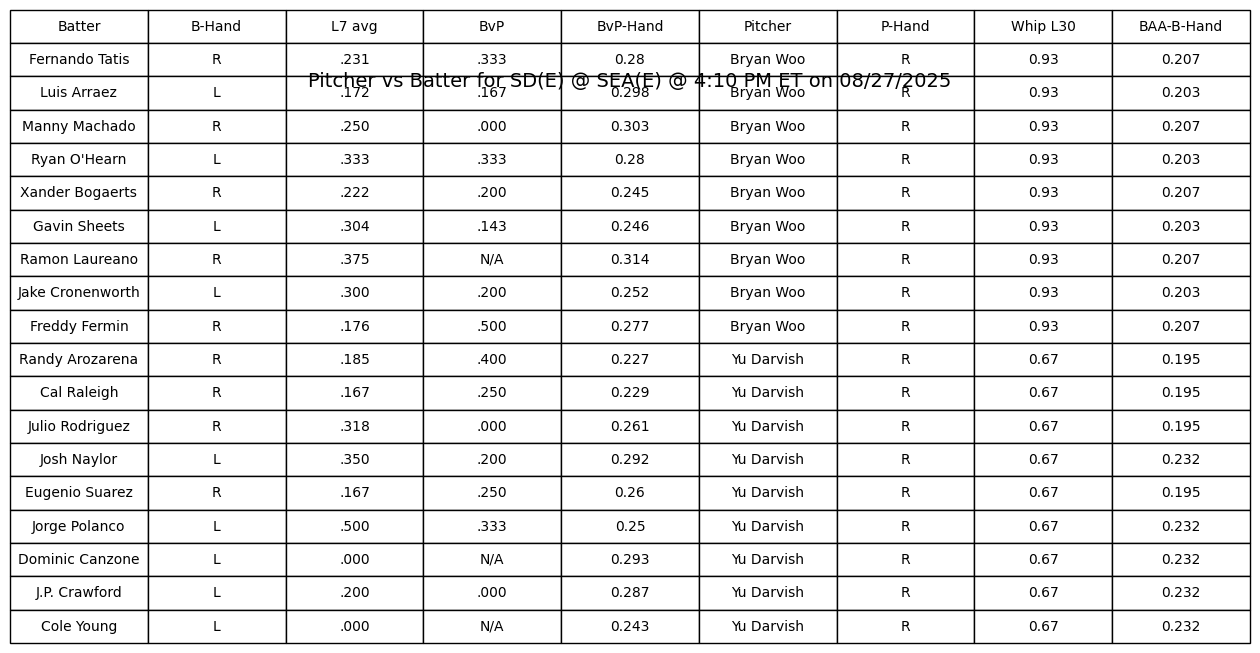 Batter B-Hand L7 avg BvP BvP-Hand Pitcher P-Hand Whip L30 BAA-B-Hand
Fernando Tatis R .231 .333 0.28 Bryan Woo R 0.93 0.207
Pitcher vs Batter for SD(E) @ SEA(E) @ 4:10 PM ET on 08/27/2025
Luis Arraez L .172 .167 0.298 Bryan Woo R 0.93 0.203
Manny Machado R .250 .000 0.303 Bryan Woo R 0.93 0.207
Ryan O'Hearn L .333 .333 0.28 Bryan Woo R 0.93 0.203
Xander Bogaerts R .222 .200 0.245 Bryan Woo R 0.93 0.207
Gavin Sheets L .304 .143 0.246 Bryan Woo R 0.93 0.203
Ramon Laureano R .375 N/A 0.314 Bryan Woo R 0.93 0.207
Jake Cronenworth L .300 .200 0.252 Bryan Woo R 0.93 0.203
Freddy Fermin R .176 .500 0.277 Bryan Woo R 0.93 0.207
Randy Arozarena R .185 .400 0.227 Yu Darvish R 0.67 0.195
Cal Raleigh R .167 .250 0.229 Yu Darvish R 0.67 0.195
Julio Rodriguez R .318 .000 0.261 Yu Darvish R 0.67 0.195
Josh Naylor L .350 .200 0.292 Yu Darvish R 0.67 0.232
Eugenio Suarez R .167 .250 0.26 Yu Darvish R 0.67 0.195
Jorge Polanco L .500 .333 0.25 Yu Darvish R 0.67 0.232
Dominic Canzone L .000 N/A 0.293 Yu Darvish R 0.67 0.232
J.P. Crawford L .200 .000 0.287 Yu Darvish R 0.67 0.232
Cole Young L .000 N/A 0.243 Yu Darvish R 0.67 0.232